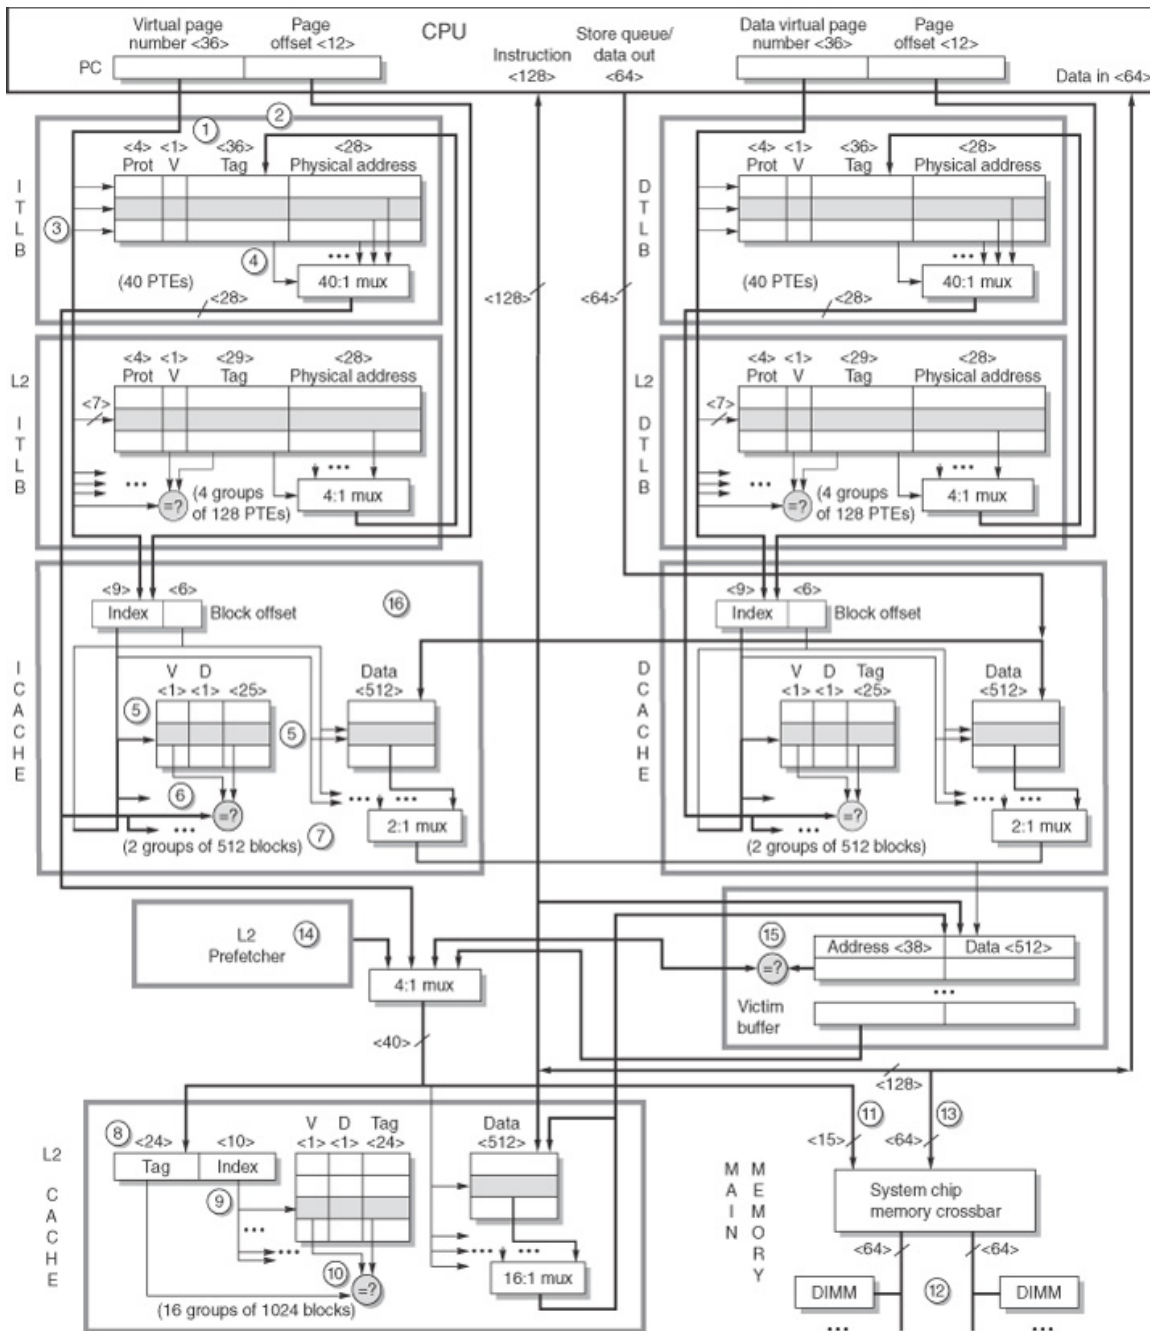 CPU
Virtual page number <36>
Page offset <12>
PC
Instruction <128>
Store queue/ data out <64>
Data virtual page number <36>
Page offset <12>
Data in <64>
1
2
ITLB
<4> <1> <36> <28>
Prot V Tag Physical address
3
4
...
(40 PTEs)
40:1 mux
<28>
<128>
<64>
DTLB
<4> <1> <36> <28>
Prot V Tag Physical address
...
(40 PTEs)
40:1 mux
<28>
L2 ITLB
<4> <1> <29> <28>
Prot V Tag Physical address
<7>
...
...
=?
(4 groups of 128 PTEs)
4:1 mux
L2 DTLB
<4> <1> <29> <28>
Prot V Tag Physical address
<7>
...
...
=?
(4 groups of 128 PTEs)
4:1 mux
ICACHE
<9> <6>
Index
Block offset
16
V D
<1> <1> <25>
Data <512>
5
5
6
=?
...
... ...
7
2:1 mux
(2 groups of 512 blocks)
DCACHE
<9> <6>
Index
Block offset
V D Tag
<1> <1> <25>
Data <512>
=?
...
... ...
2:1 mux
(2 groups of 512 blocks)
L2 Prefetcher
14
4:1 mux
<40>
15
=?
Address <38> Data <512>
...
Victim buffer
<128>
L2 CACHE
8
<24> <10>
Tag Index
9
...
...
V D Tag
<1> <1> <24>
Data <512>
10
=?
... ...
16:1 mux
(16 groups of 1024 blocks)
11
13
<15>
<64>
MAIN MEMORY
System chip memory crossbar
<64>
<64>
DIMM
12
DIMM
...
...